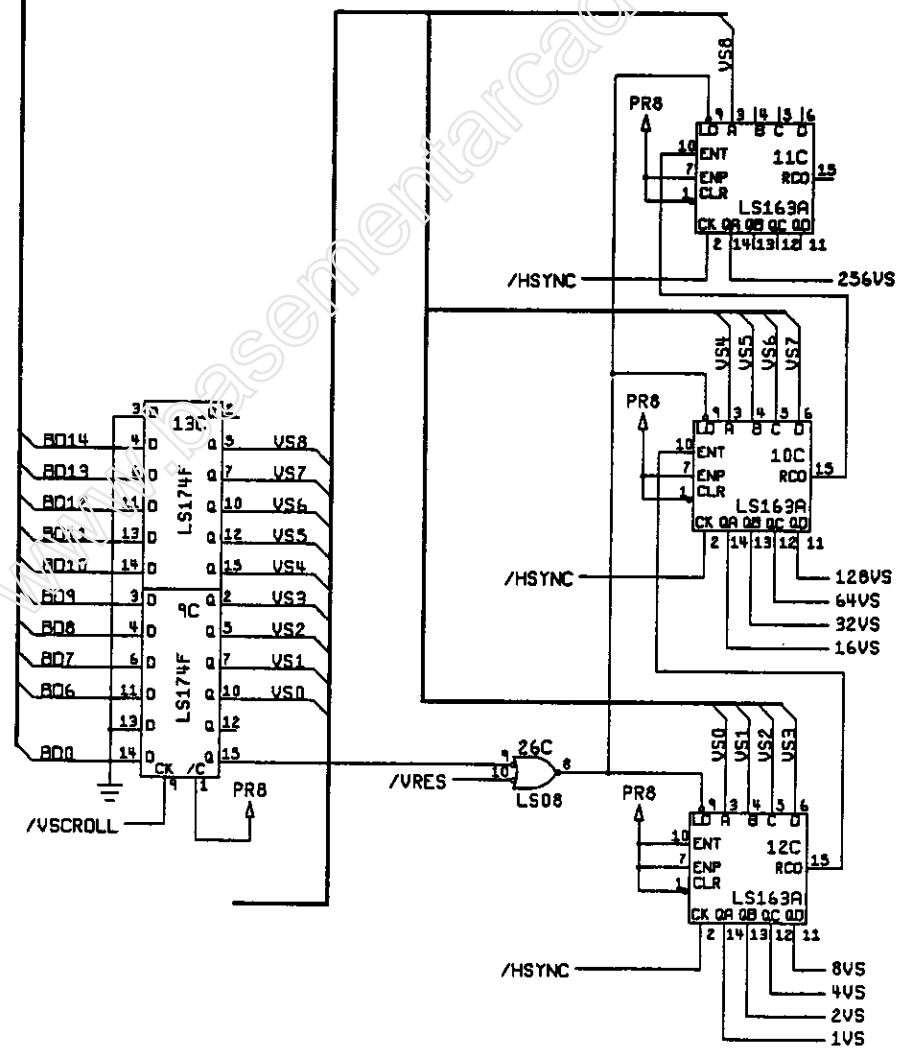 www.basementarcad
VS8
PR8
9 3 4 5 6
LD A B C D
10 ENT 11C
7 ENP RCO 15
1 CLR
LS163A
CK QA QB QC QD
2 14 13 12 11
/HSYNC
256VS
VS4 VS5 VS6 VS7
PR8
9 3 4 5 6
LD A B C D
10 ENT 10C
7 ENP RCO 15
1 CLR
LS163A
CK QA QB QC QD
2 14 13 12 11
/HSYNC
128VS
64VS
32VS
16VS
3 D 13C Q 2
BD14 4 D Q 5 VS8
BD13 6 D Q 7 VS7
BD12 11 D Q 10 VS6
BD11 13 D Q 12 VS5
BD10 14 D Q 15 VS4
LS174F
BD9 3 D 9C Q 2 VS3
BD8 4 D Q 5 VS2
BD7 6 D Q 7 VS1
BD6 11 D Q 10 VS0
13 D Q 12
BD0 14 D Q 15
LS174F
CK /C
9 1
PR8
/VSCROLL
26C
9
10 8
/VRES
LS08
VS0 VS1 VS2 VS3
PR8
9 3 4 5 6
LD A B C D
10 ENT 12C
7 ENP RCO 15
1 CLR
LS163A
CK QA QB QC QD
2 14 13 12 11
/HSYNC
8VS
4VS
2VS
1VS